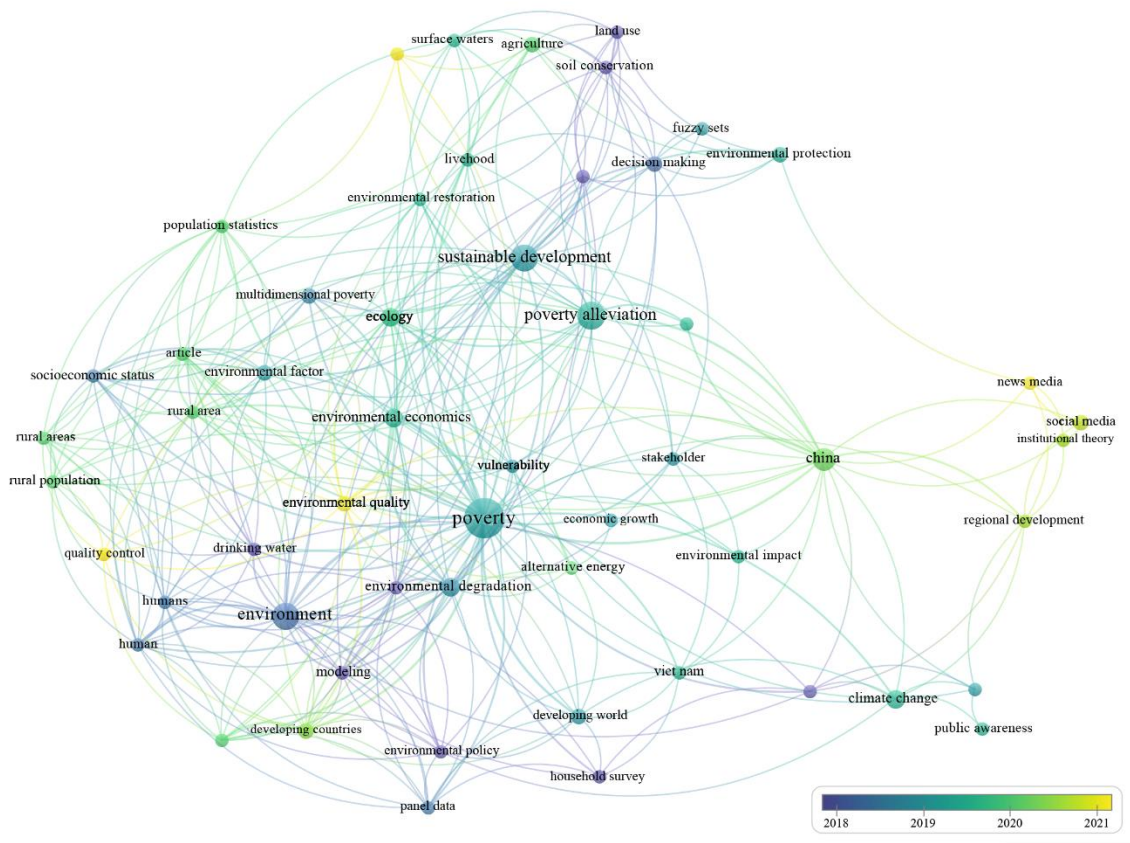 land use
surface waters
agriculture
soil conservation
fuzzy sets
livehood
decision making
environmental protection
environmental restoration
population statistics
sustainable development
multidimensional poverty
ecology
poverty alleviation
article
socioeconomic status
environmental factor
news media
rural area
environmental economics
social media
rural areas
institutional theory
vulnerability
stakeholder
china
rural population
environmental quality
poverty
economic growth
regional development
quality control
drinking water
environmental impact
alternative energy
environmental degradation
humans
environment
human
modeling
viet nam
climate change
developing countries
developing world
public awareness
environmental policy
household survey
panel data
2018
2019
2020
2021